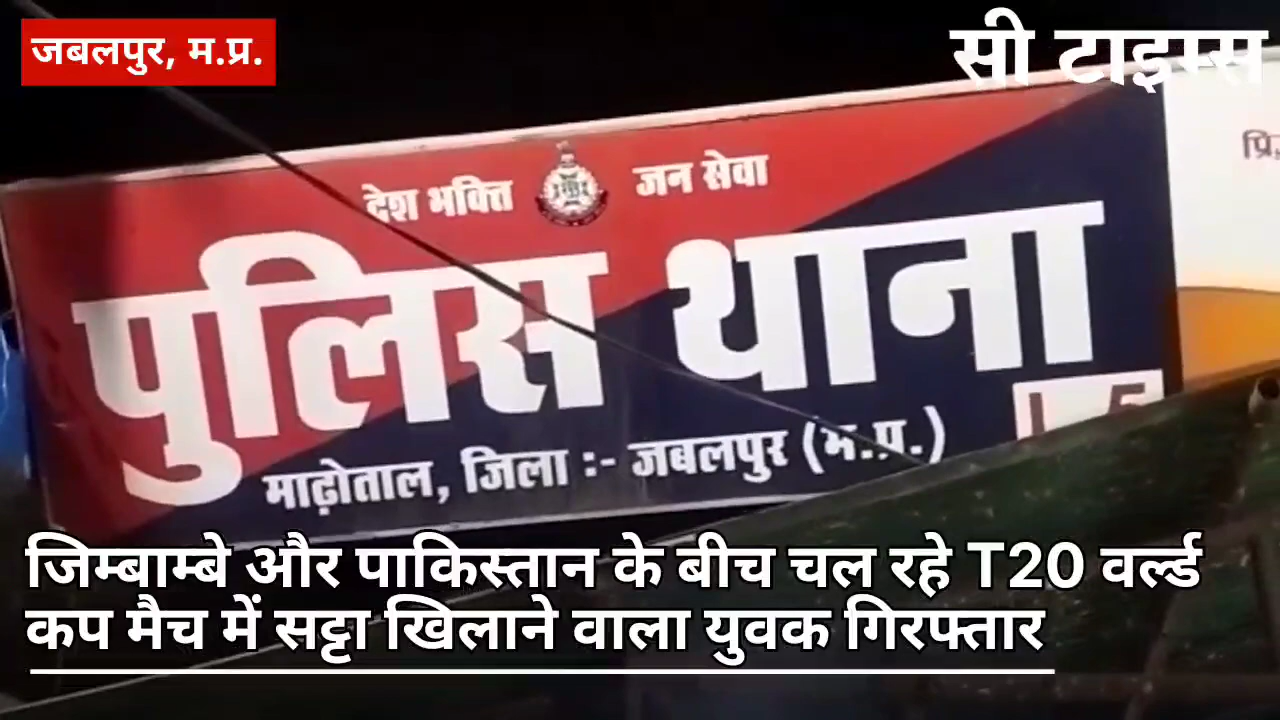 जबलपुर, म.प्र.
सी टाइम्स
देश भक्ति जन सेवा
पुलिस थाना
माढ़ोताल, जिला :- जबलपुर (म.प्र.)
जिम्बाम्बे और पाकिस्तान के बीच चल रहे T20 वर्ल्ड
कप मैच में सट्टा खिलाने वाला युवक गिरफ्तार